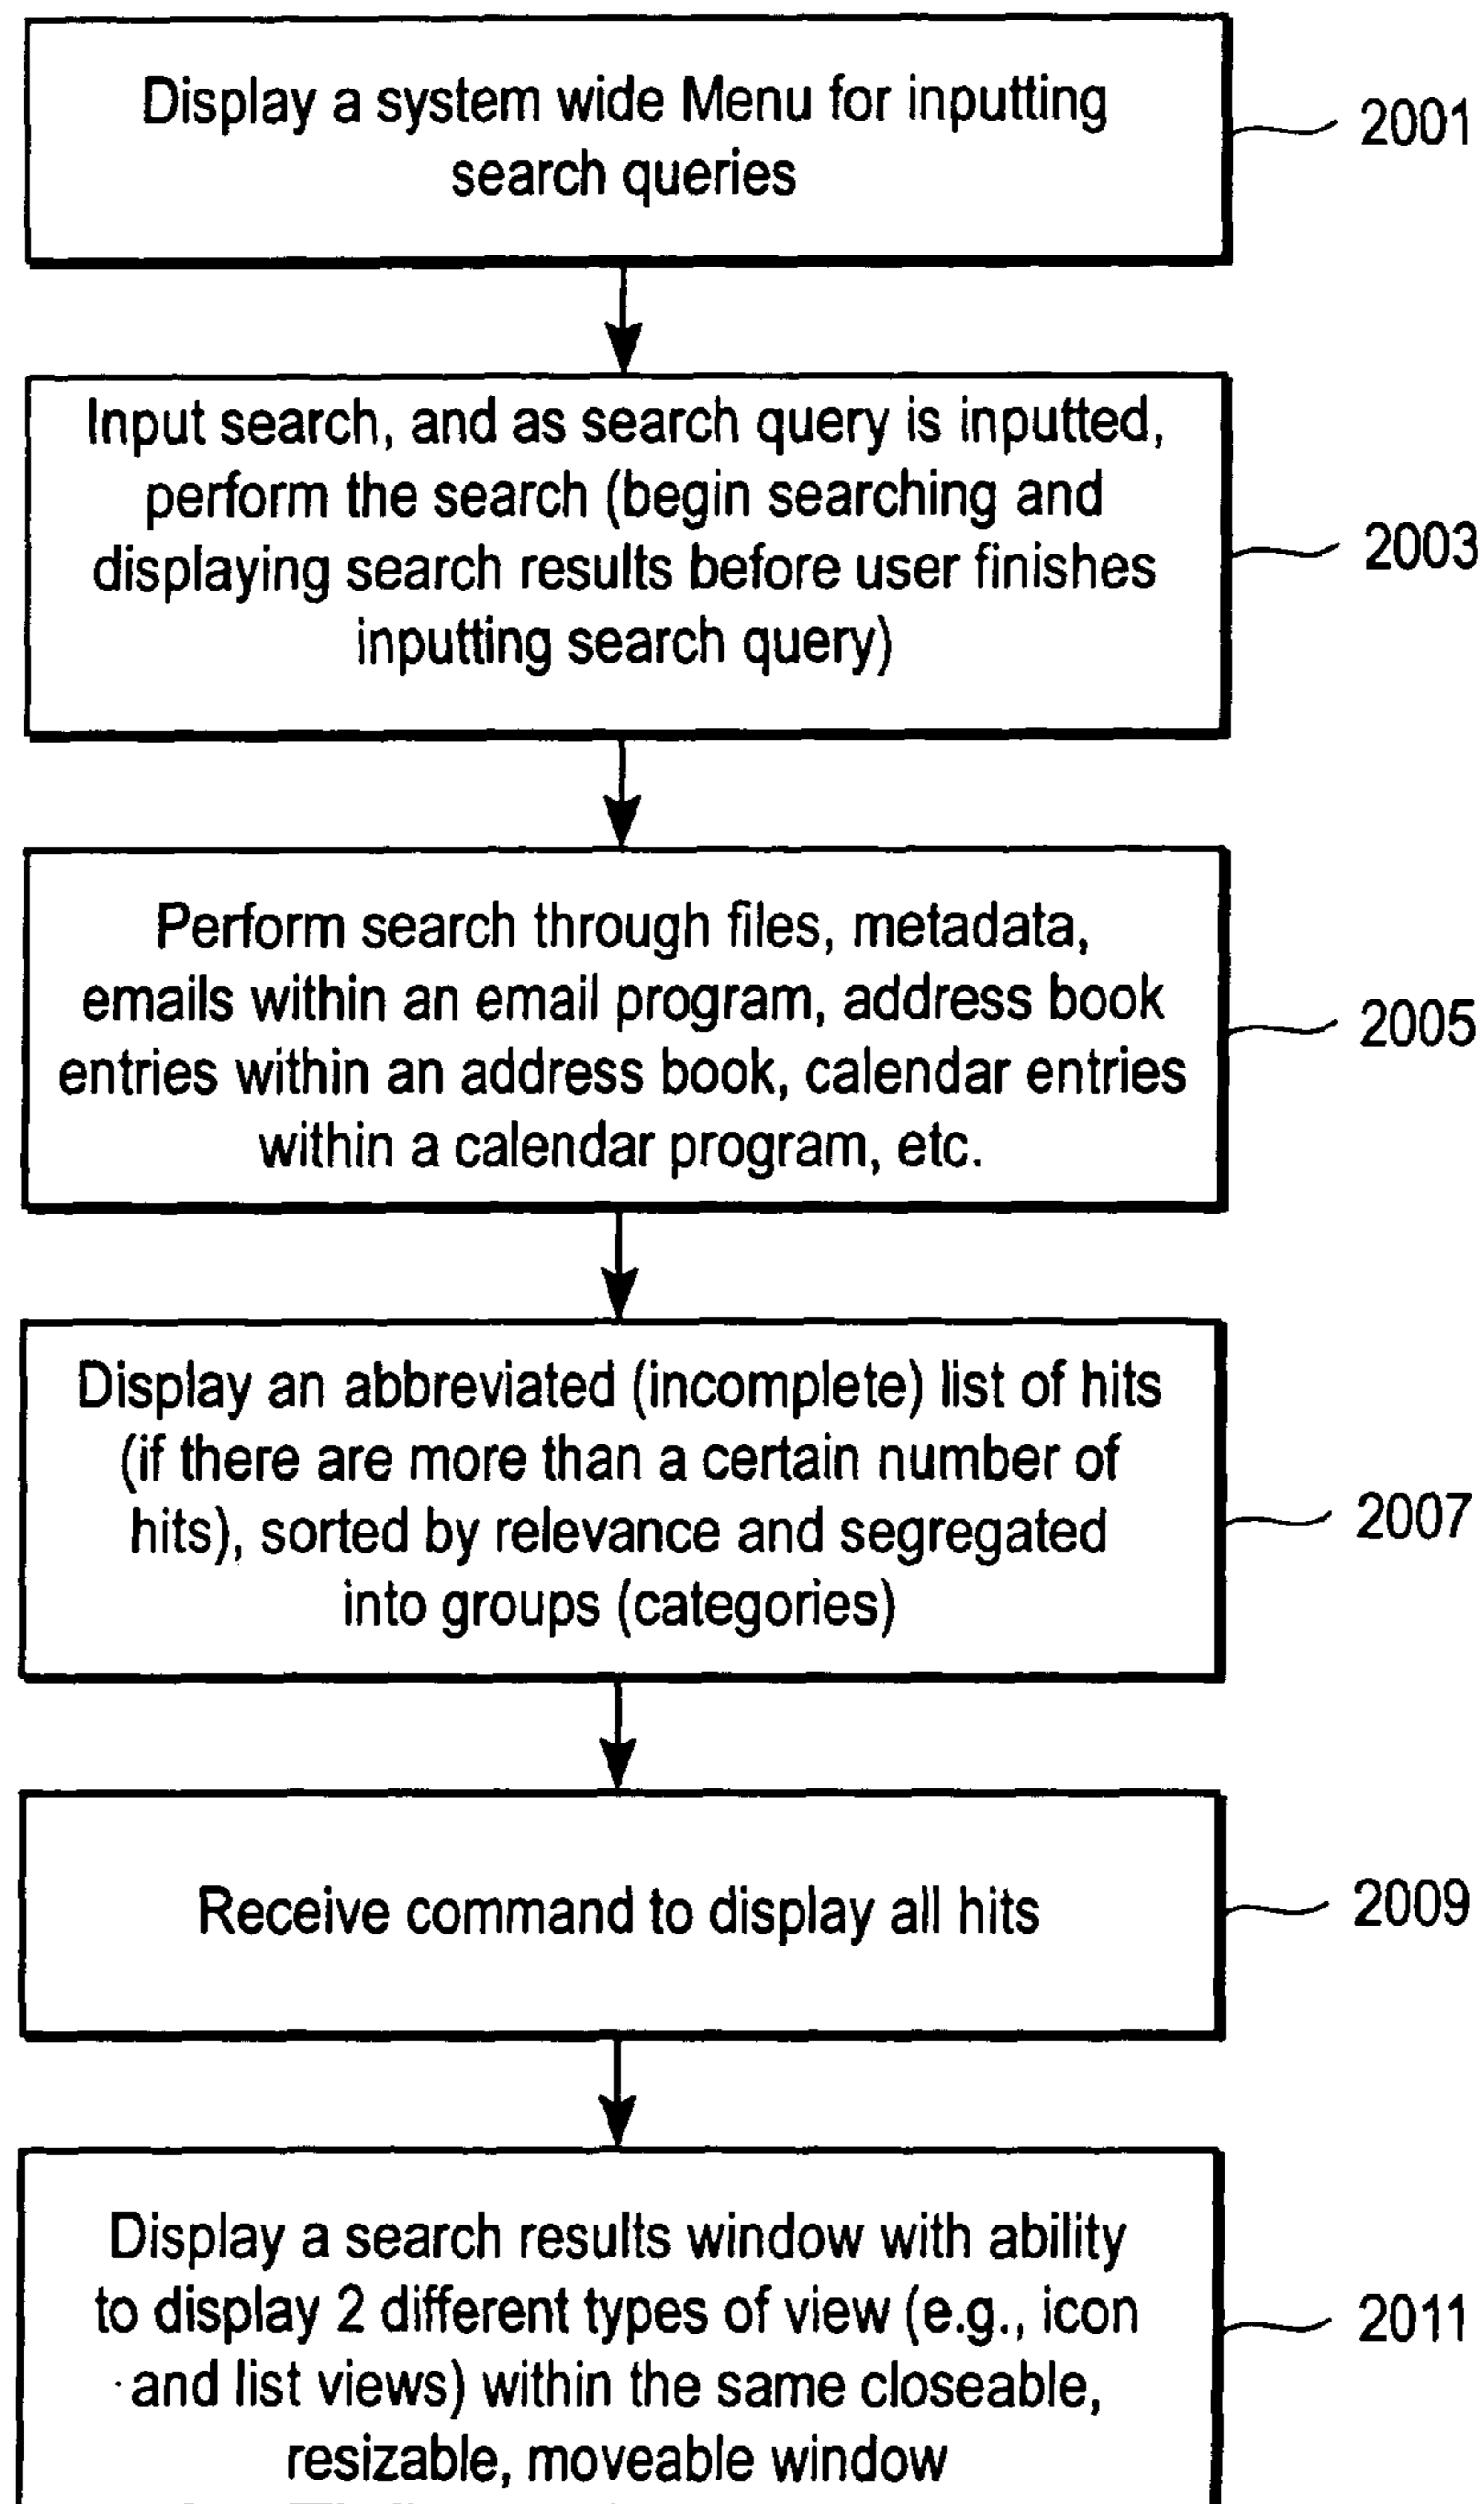 Display a system wide Menu for inputting
search queries
2001
Input search, and as search query is inputted,
perform the search (begin searching and
displaying search results before user finishes
inputting search query)
2003
Perform search through files, metadata,
emails within an email program, address book
entries within an address book, calendar entries
within a calendar program, etc.
2005
Display an abbreviated (incomplete) list of hits
(if there are more than a certain number of
hits), sorted by relevance and segregated
into groups (categories)
2007
Receive command to display all hits
2009
Display a search results window with ability
to display 2 different types of view (e.g., icon
and list views) within the same closeable,
resizable, moveable window
2011